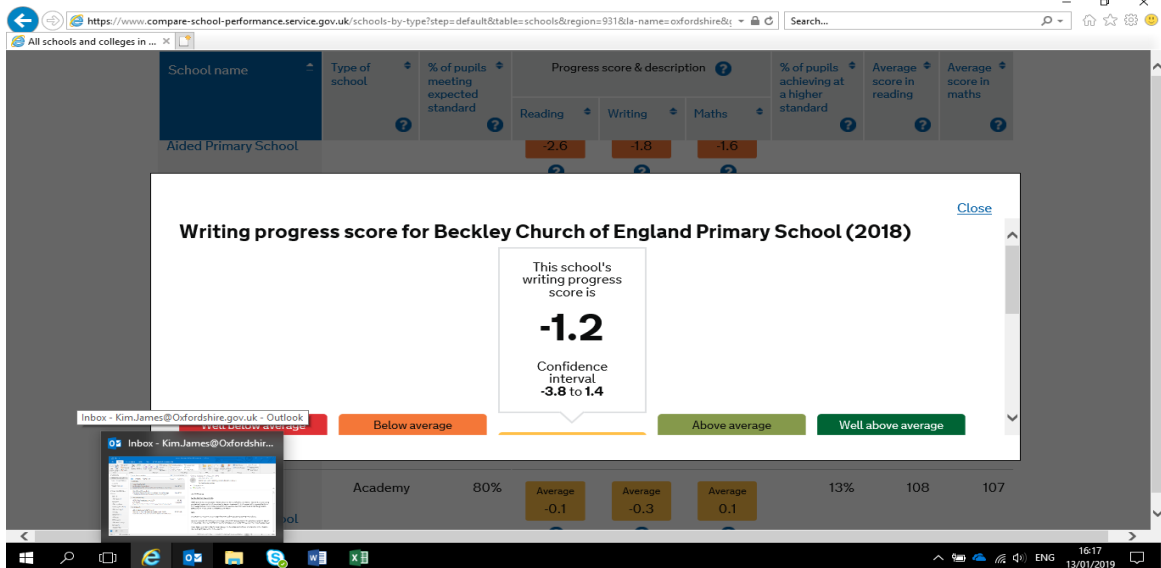 https://www.compare-school-performance.service.gov.uk/schools-by-type?step=default&table=schools&region=931&la-name=oxfordshire&
Search...
All schools and colleges in ...
School name
Type of school
% of pupils meeting expected standard
Progress score & description
Reading
Writing
Maths
% of pupils achieving at a higher standard
Average score in reading
Average score in maths
Aided Primary School
-2.6 -1.8 -1.6
Close
Writing progress score for Beckley Church of England Primary School (2018)
This school's
writing progress
score is
-1.2
Confidence
interval
-3.8 to 1.4
Well below average
Below average
Above average
Well above average
Inbox - Kim.James@Oxfordshire.gov.uk - Outlook
Inbox - Kim.James@Oxfordshir...
Academy 80% Average Average Average 13% 108 107
-0.1 -0.3 0.1
ENG
16:17
13/01/2019